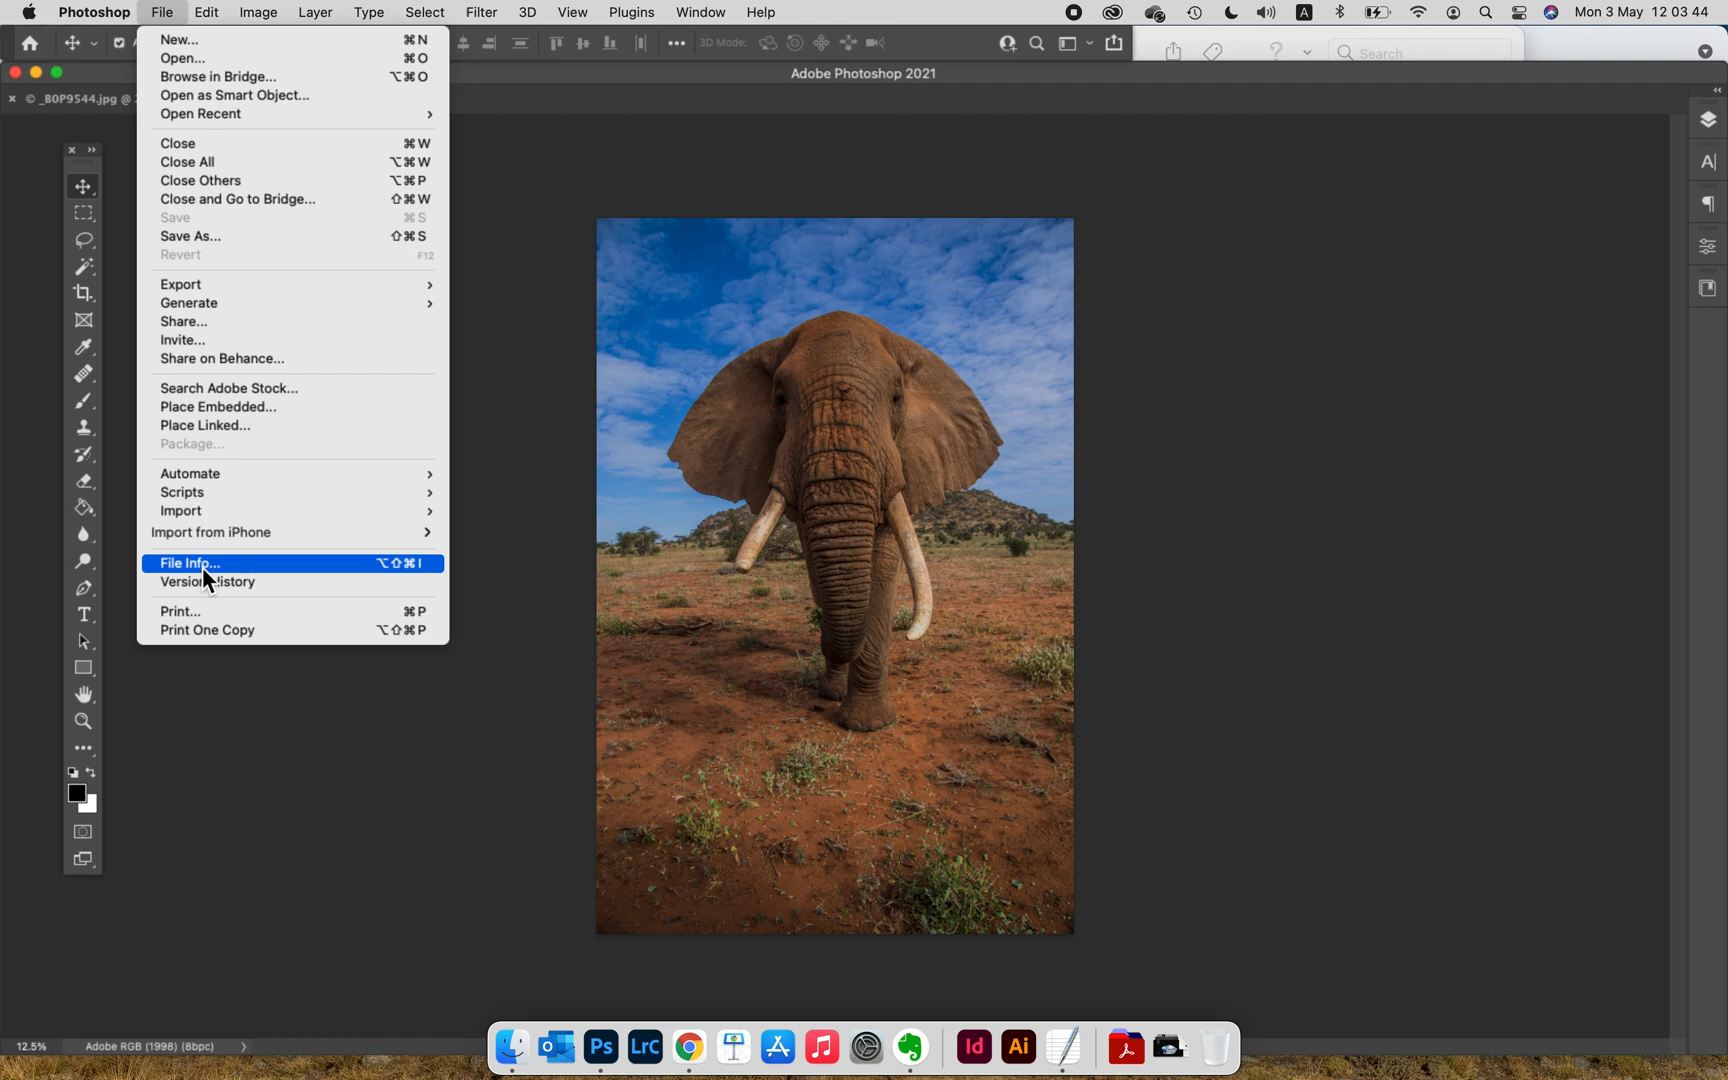 Photoshop File Edit Image Layer Type Select Filter 3D View Plugins Window Help A Mon 3 May 12 03 44
3D Mode: Search
Adobe Photoshop 2021
© _B0P9544.jpg @
New... ⌘N
Open... ⌘O
Browse in Bridge... ⌥⌘O
Open as Smart Object...
Open Recent
Close ⌘W
Close All ⌥⌘W
Close Others ⌥⌘P
Close and Go to Bridge... ⇧⌘W
Save ⌘S
Save As... ⇧⌘S
Revert F12
Export
Generate
Share...
Invite...
Share on Behance...
Search Adobe Stock...
Place Embedded...
Place Linked...
Package...
Automate
Scripts
Import
Import from iPhone
File Info... ⌥⇧⌘I
Version History
Print... ⌘P
Print One Copy ⌥⇧⌘P
12.5% Adobe RGB (1998) (8bpc)
Ps LrC Id Ai